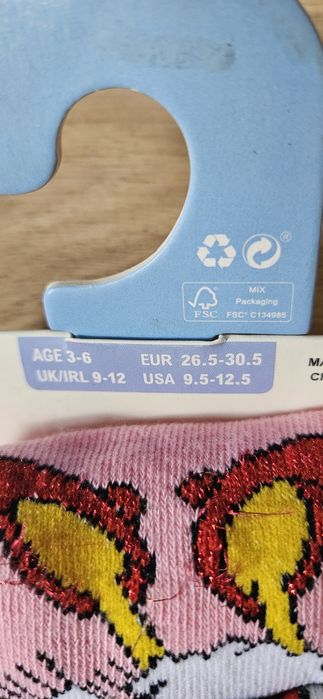 ®
MIX
Packaging
FSC FSC® C134985
AGE 3-6 EUR 26.5-30.5
UK/IRL 9-12 USA 9.5-12.5